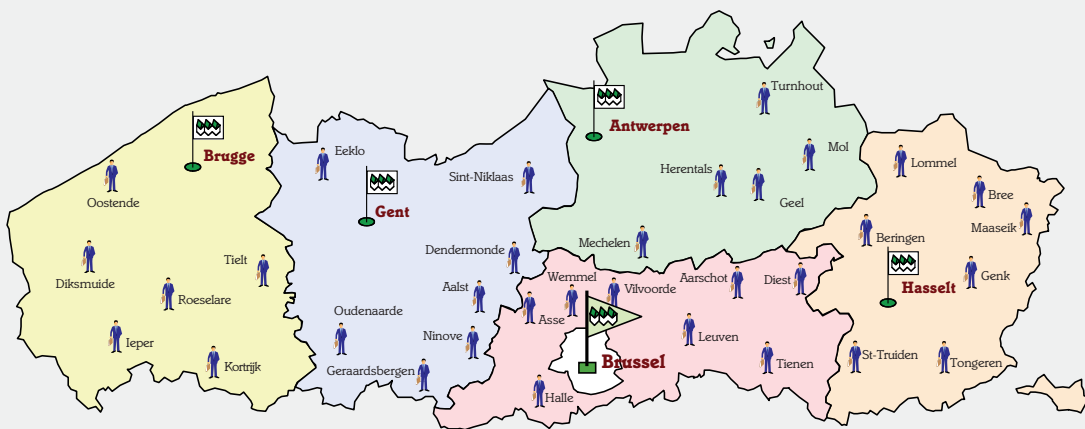 Turnhout
Antwerpen
Brugge
Eeklo
Mol
Lommel
Herentals
Sint-Niklaas
Bree
Oostende
Geel
Gent
Maaseik
Beringen
Mechelen
Dendermonde
Tielt
Diksmuide
Wemmel
Aarschot
Diest
Genk
Aalst
Vilvoorde
Hasselt
Roeselare
Oudenaarde
Asse
Ninove
Leuven
Ieper
St-Truiden
Tongeren
Brussel
Kortrijk
Geraardsbergen
Tienen
Halle